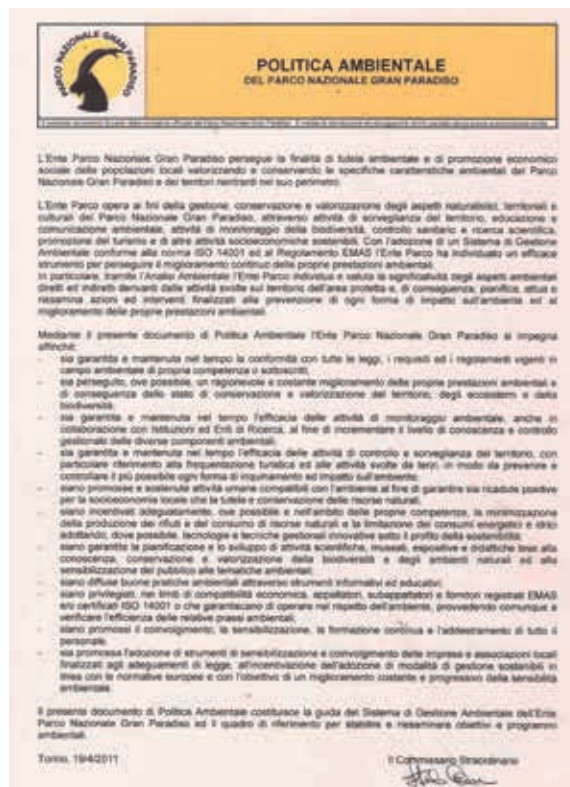 PARCO NAZIONALE GRAN PARADISO
POLITICA AMBIENTALE
DEL PARCO NAZIONALE GRAN PARADISO
L'Ente Parco Nazionale Gran Paradiso persegue la finalità di tutela ambientale e di promozione economico
sociale delle popolazioni locali valorizzando e conservando le specifiche caratteristiche ambientali del Parco
Nazionale Gran Paradiso e dei territori rientranti nel suo perimetro.
L'Ente Parco opera ai fini della gestione, conservazione e valorizzazione degli aspetti naturalistici, territoriali e
culturali del Parco Nazionale Gran Paradiso, attraverso attività di sorveglianza del territorio, educazione e
comunicazione ambientale, attività di monitoraggio della biodiversità, controllo sanitario e ricerca scientifica,
promozione del turismo e di altre attività socioeconomiche sostenibili. Con l'adozione di un Sistema di Gestione
Ambientale conforme alla norma ISO 14001 ed al Regolamento EMAS l'Ente Parco ha individuato un efficace
strumento per perseguire il miglioramento continuo delle proprie prestazioni ambientali.
In particolare, tramite l'Analisi Ambientale l'Ente Parco individua e valuta la significatività degli aspetti ambientali
diretti ed indiretti derivanti dalle attività svolte sul territorio dell'area protetta e, di conseguenza, pianifica, attua e
riesamina azioni ed interventi finalizzati alla prevenzione di ogni forma di impatto sull'ambiente ed al
miglioramento delle proprie prestazioni ambientali.
Mediante il presente documento di Politica Ambientale l'Ente Parco Nazionale Gran Paradiso si impegna
affinché:
- sia garantita e mantenuta nel tempo la conformità con tutte le leggi, i requisiti ed i regolamenti vigenti in
campo ambientale di propria competenza o sottoscritti;
- sia perseguito, ove possibile, un ragionevole e costante miglioramento delle proprie prestazioni ambientali e
di conseguenza dello stato di conservazione e valorizzazione del territorio, degli ecosistemi e della
biodiversità;
- sia garantita e mantenuta nel tempo l'efficacia delle attività di monitoraggio ambientale, anche in
collaborazione con Istituzioni ed Enti di Ricerca, al fine di incrementare il livello di conoscenza e controllo
gestionale delle diverse componenti ambientali;
- sia garantita e mantenuta nel tempo l'efficacia delle attività di controllo e sorveglianza del territorio, con
particolare riferimento alla frequentazione turistica ed alle attività svolte da terzi, in modo da prevenire e
controllare il più possibile ogni forma di inquinamento ed impatto sull'ambiente;
- siano promosse e sostenute attività umane compatibili con l'ambiente al fine di garantire sia ricadute positive
per la socioeconomia locale che la tutela e conservazione delle risorse naturali;
- siano incentivati adeguatamente, ove possibile e nell'ambito delle proprie competenze, la minimizzazione
della produzione dei rifiuti e del consumo di risorse naturali e la limitazione dei consumi energetici e idrici
adottando, dove possibile, tecnologie e tecniche gestionali innovative sotto il profilo della sostenibilità;
- siano garantite la pianificazione e lo sviluppo di attività scientifiche, museali, espositive e didattiche tese alla
conoscenza, conservazione e valorizzazione della biodiversità e degli ambienti naturali ed alla
sensibilizzazione del pubblico alle tematiche ambientali;
- siano diffuse buone pratiche ambientali attraverso strumenti informativi ed educativi;
- siano privilegiati, nei limiti di compatibilità economica, appaltatori, subappaltatori e fornitori registrati EMAS
e/o certificati ISO 14001 o che garantiscano di operare nel rispetto dell'ambiente, provvedendo comunque a
verificare l'efficienza delle relative prassi ambientali;
- siano promossi il coinvolgimento, la sensibilizzazione, la formazione continua e l'addestramento di tutto il
personale;
- sia promossa l'adozione di strumenti di sensibilizzazione e coinvolgimento delle imprese e associazioni locali
finalizzati agli adeguamenti di legge, all'incentivazione dell'adozione di modalità di gestione sostenibili in
linea con le normative europee e con l'obiettivo di un miglioramento costante e progressivo della sensibilità
ambientale.
Il presente documento di Politica Ambientale costituisce la guida del Sistema di Gestione Ambientale dell'Ente
Parco Nazionale Gran Paradiso ed il quadro di riferimento per stabilire e riesaminare obiettivi e programmi
ambientali.
Torino, 19/4/2011
Il Commissario Straordinario